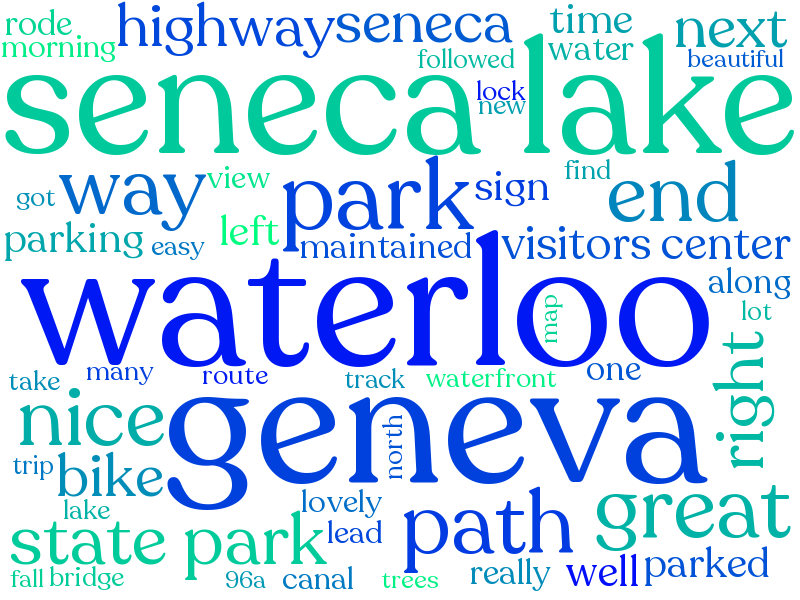 rode highway seneca time next
morning followed water beautiful
seneca lake
lock
new
got way view park sign find end
parking easy left maintained visitors center
along
waterloo
map
lot
take many route track waterfront one
right
nice geneva
north
trip bike
lake lovely path great
state park lead
fall bridge 96a canal trees really well parked